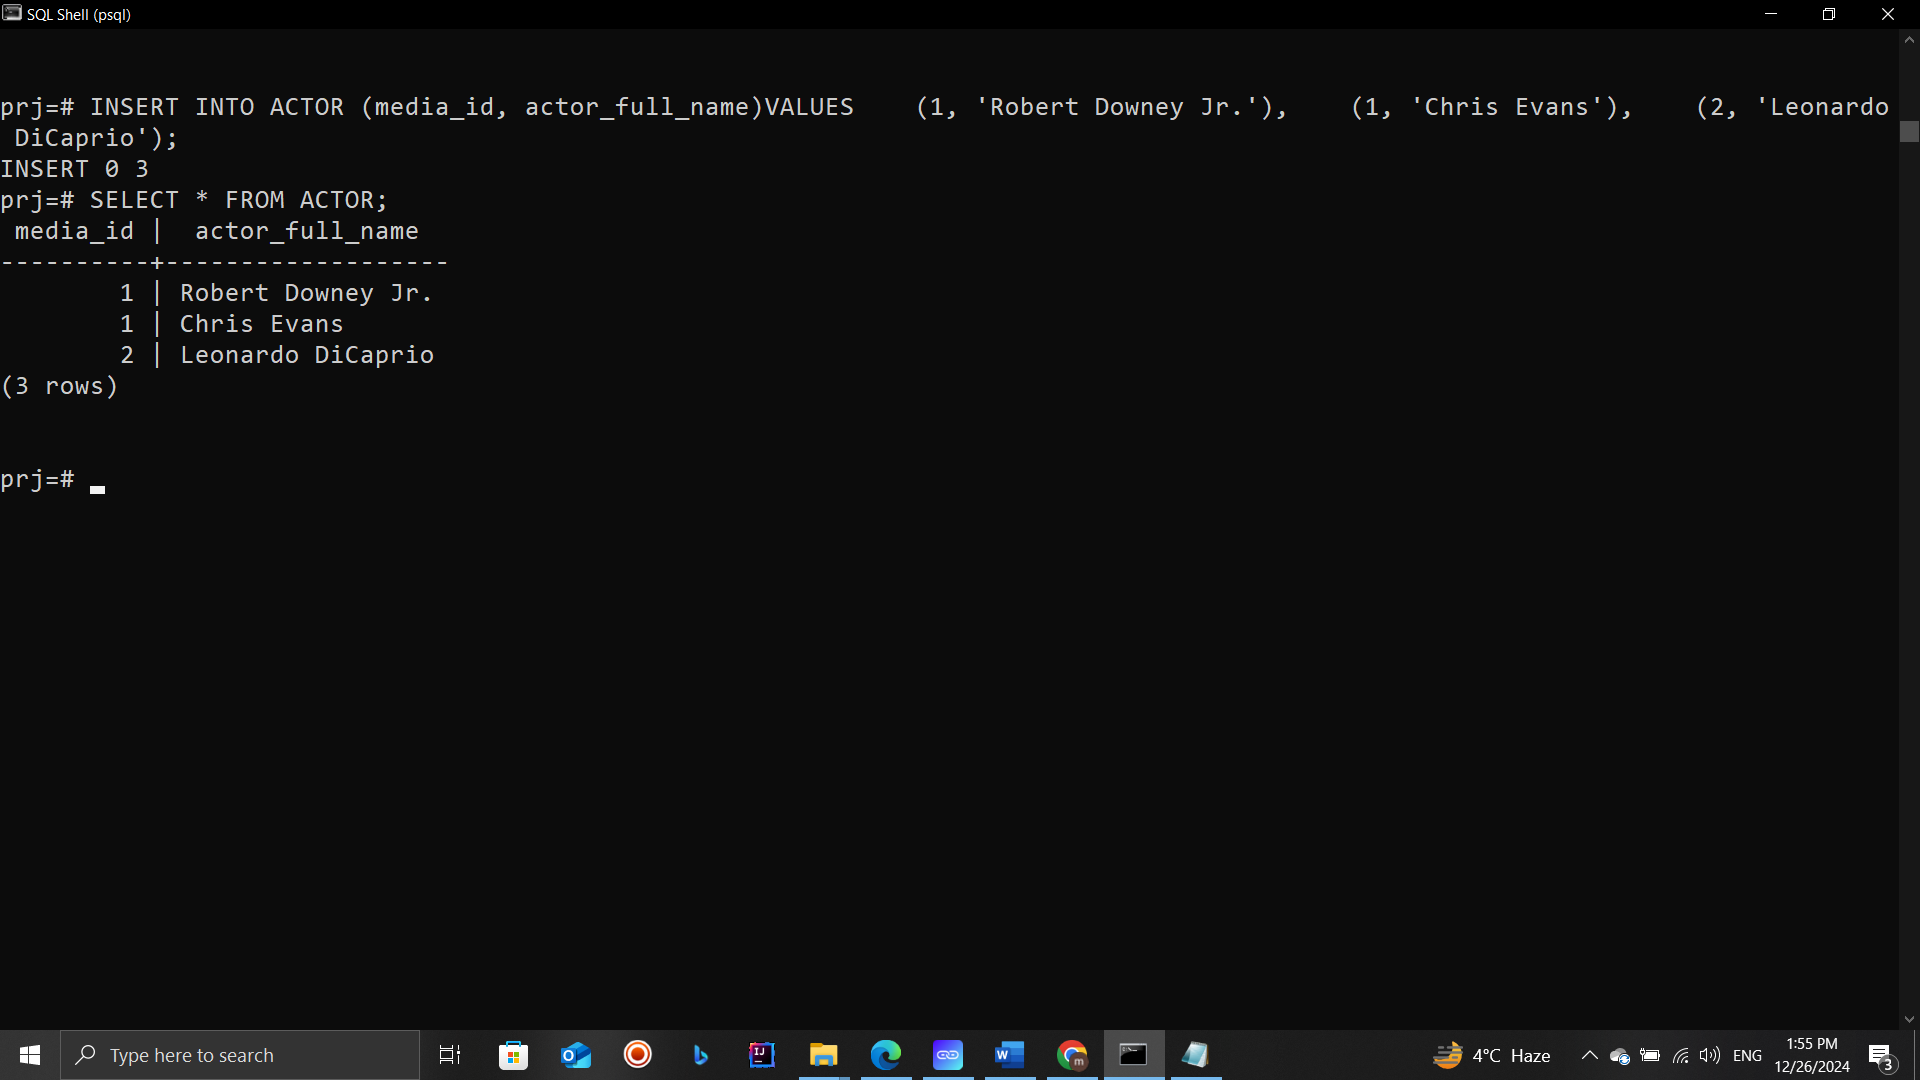 SQL Shell (psql)
prj=# INSERT INTO ACTOR (media_id, actor_full_name)VALUES    (1, 'Robert Downey Jr.'),    (1, 'Chris Evans'),    (2, 'Leonardo
 DiCaprio');
INSERT 0 3
prj=# SELECT * FROM ACTOR;
 media_id |  actor_full_name
----------+-------------------
        1 | Robert Downey Jr.
        1 | Chris Evans
        2 | Leonardo DiCaprio
(3 rows)
prj=#
Type here to search
4°C Haze
ENG
1:55 PM
12/26/2024
3